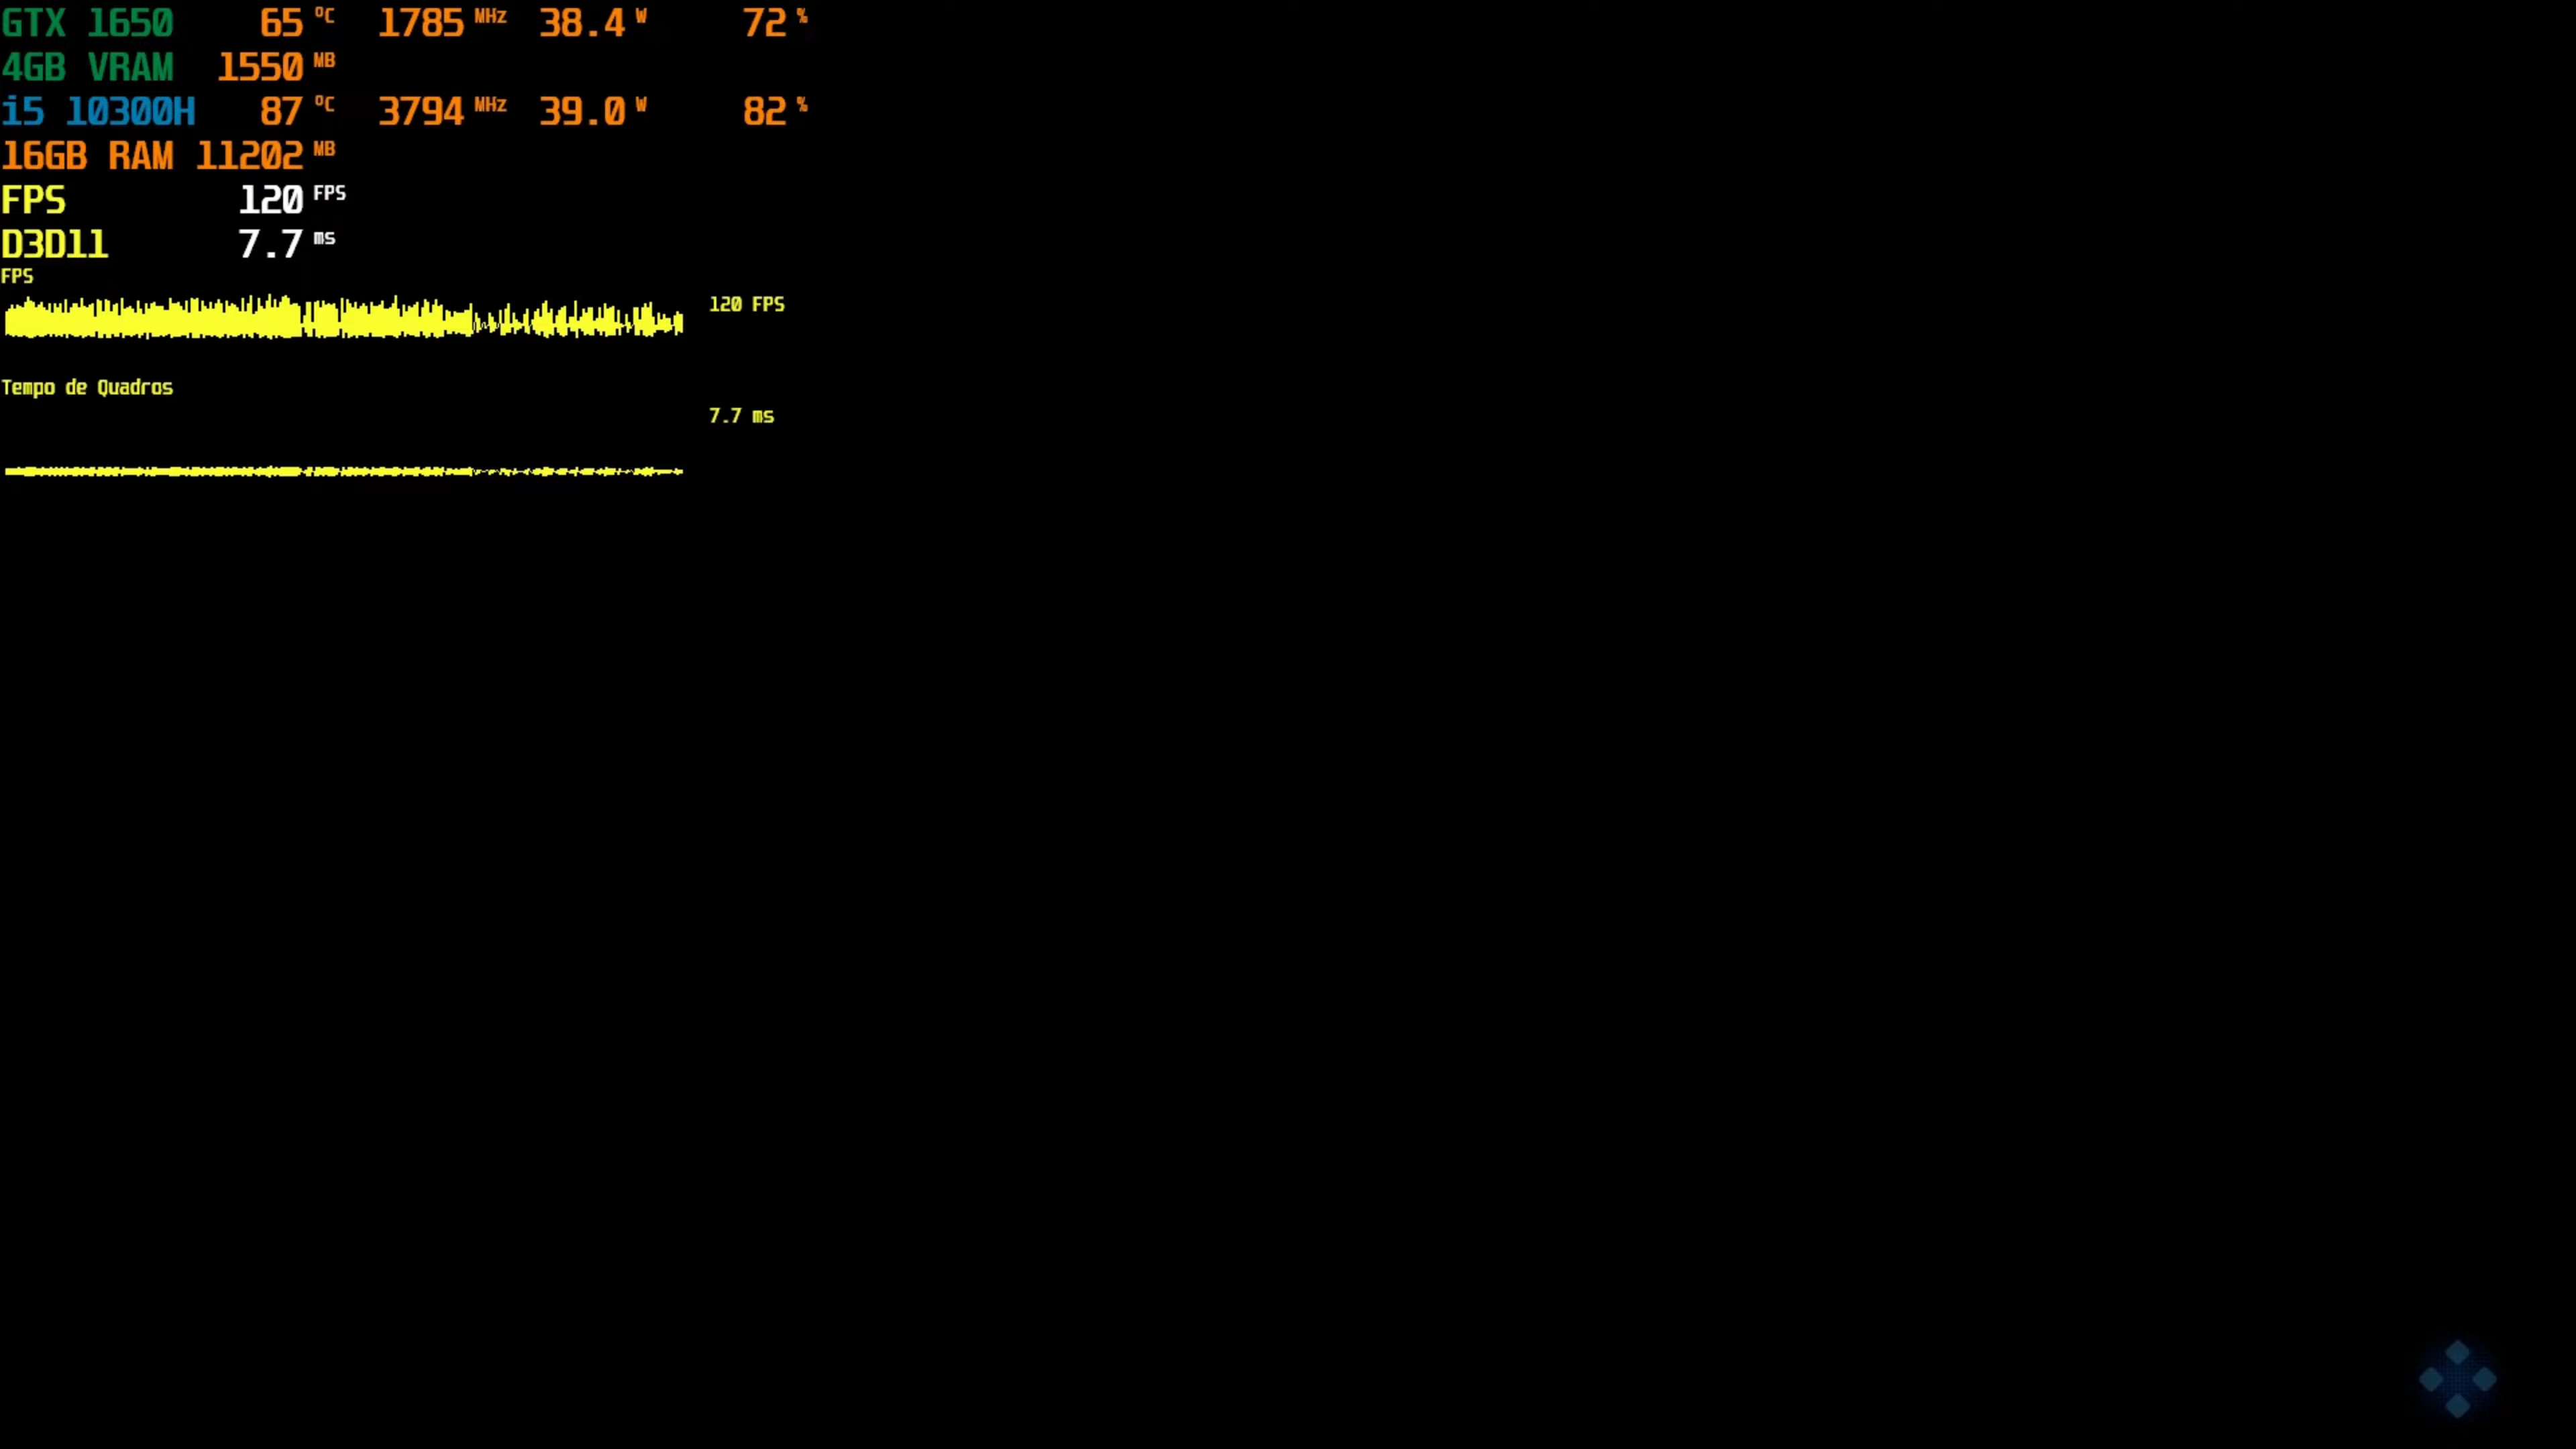 GTX 1650 65 °C 1785 MHz 38.4 W 72 %
4GB VRAM 1550 MB
i5 10300H 87 °C 3794 MHz 39.0 W 82 %
16GB RAM 11202 MB
FPS 120 FPS
D3D11 7.7 ms
FPS
120 FPS
Tempo de Quadros
7.7 ms